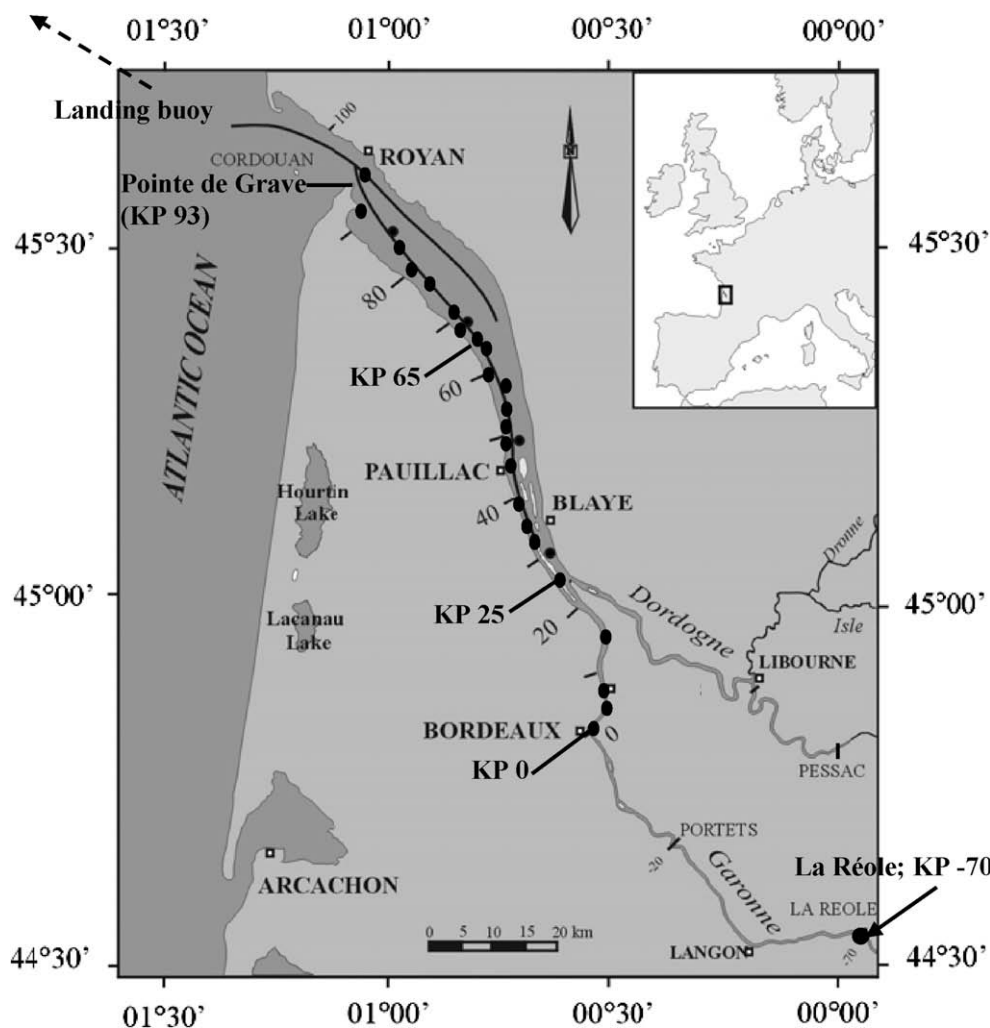 01°30’ 01°00’ 00°30’ 00°00’
Landing buoy
100
CORDOUAN
ROYAN
Pointe de Grave
(KP 93)
45°30’
45°30’
80
ATLANTIC OCEAN
KP 65
60
PAUILLAC
Hourtin
Lake
40
BLAYE
Dronne
45°00’
45°00’
KP 25
Dordogne
Isle
Lacanau
Lake
20
LIBOURNE
BORDEAUX
0
KP 0
PESSAC
PORTETS
-20
Garonne
La Réole; KP -70
ARCACHON
LA REOLE
0 5 10 15 20 km
LANGON
-70
44°30’
44°30’
01°30’ 01°00’ 00°30’ 00°00’